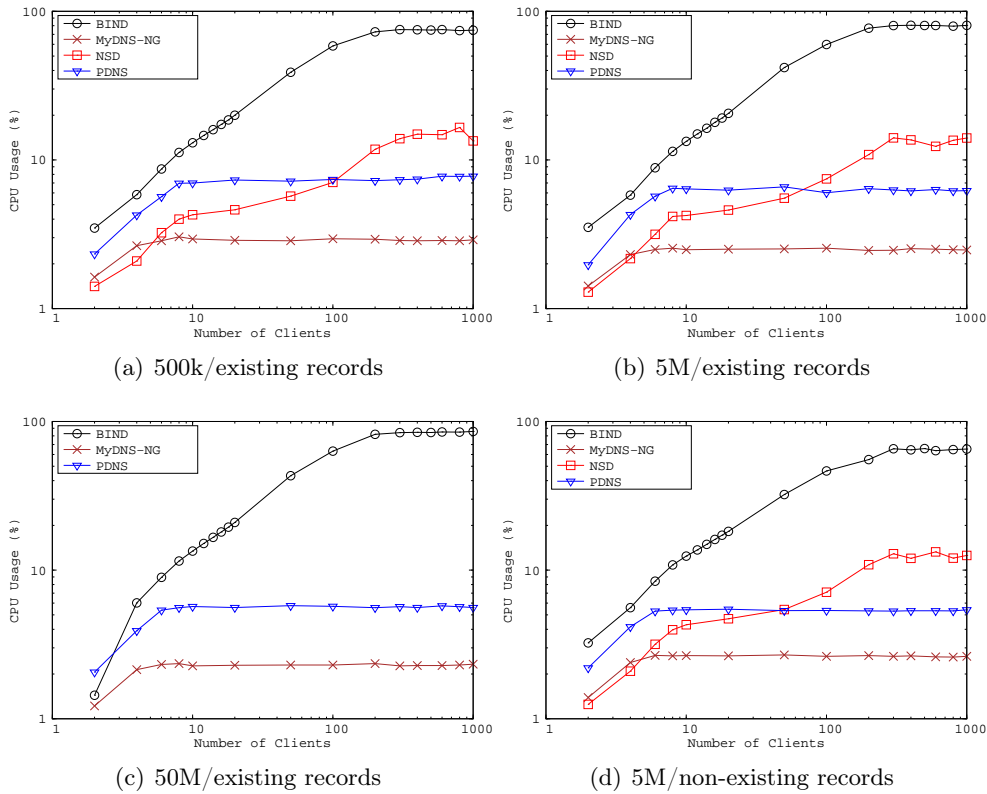 100
BIND
MyDNS-NG
NSD
PDNS
CPU Usage (%)
10
1
1 10 100 1000
Number of Clients
(a) 500k/existing records
100
BIND
MyDNS-NG
NSD
PDNS
CPU Usage (%)
10
1
1 10 100 1000
Number of Clients
(b) 5M/existing records
100
BIND
MyDNS-NG
PDNS
CPU Usage (%)
10
1
1 10 100 1000
Number of Clients
(c) 50M/existing records
100
BIND
MyDNS-NG
NSD
PDNS
CPU Usage (%)
10
1
1 10 100 1000
Number of Clients
(d) 5M/non-existing records